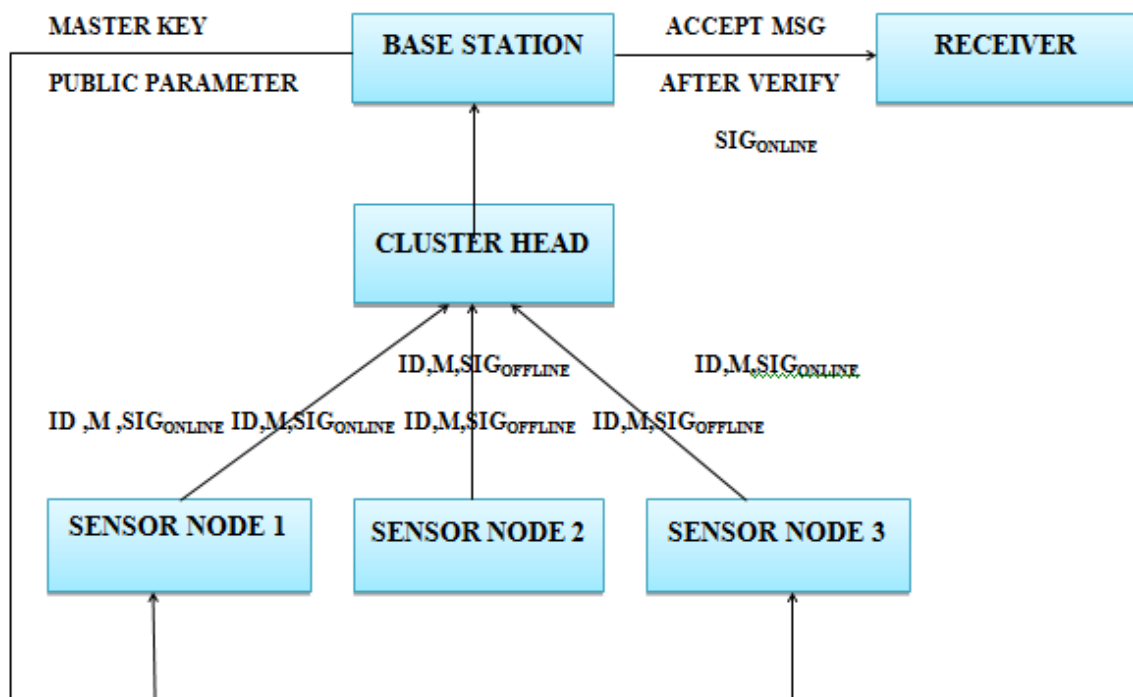 MASTER KEY
BASE STATION
ACCEPT MSG
RECEIVER
PUBLIC PARAMETER
AFTER VERIFY
SIGONLINE
CLUSTER HEAD
ID,M,SIGOFFLINE
ID,M,SIGONLINE
ID ,M ,SIGONLINE ID,M,SIGONLINE ID,M,SIGOFFLINE ID,M,SIGOFFLINE
SENSOR NODE 1
SENSOR NODE 2
SENSOR NODE 3